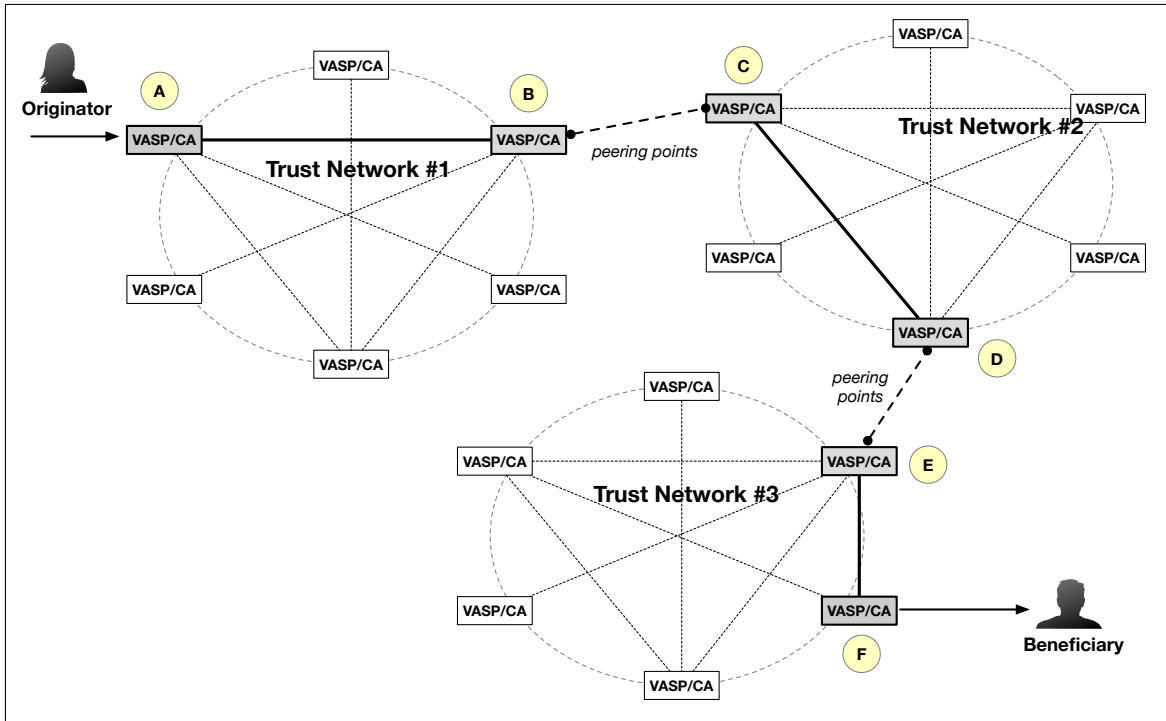 Originator
A
VASP/CA
VASP/CA
B
VASP/CA
Trust Network #1
VASP/CA
VASP/CA
VASP/CA
peering points
C
VASP/CA
VASP/CA
VASP/CA
Trust Network #2
VASP/CA
VASP/CA
VASP/CA
D
peering
points
VASP/CA
VASP/CA
VASP/CA
E
Trust Network #3
VASP/CA
VASP/CA
F
VASP/CA
Beneficiary